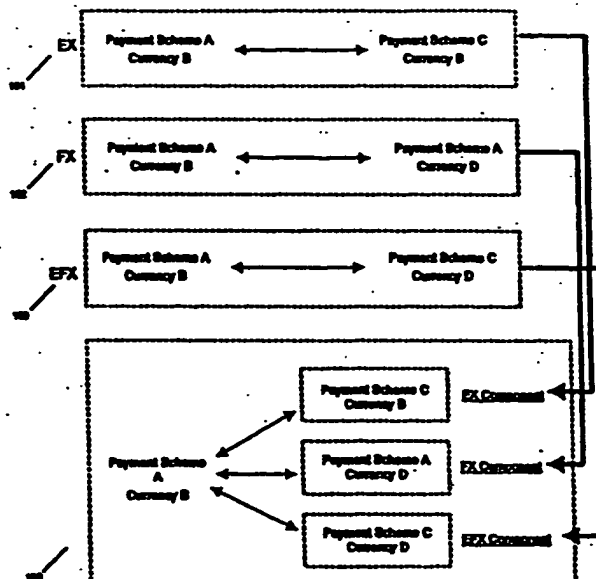 EX
Payment Scheme A
Currency B
Payment Scheme C
Currency B
FX
Payment Scheme A
Currency B
Payment Scheme A
Currency D
EFX
Payment Scheme A
Currency B
Payment Scheme C
Currency D
Payment Scheme
A
Currency B
Payment Scheme C
Currency B
EX Component
Payment Scheme A
Currency D
FX Component
Payment Scheme C
Currency D
EFX Component